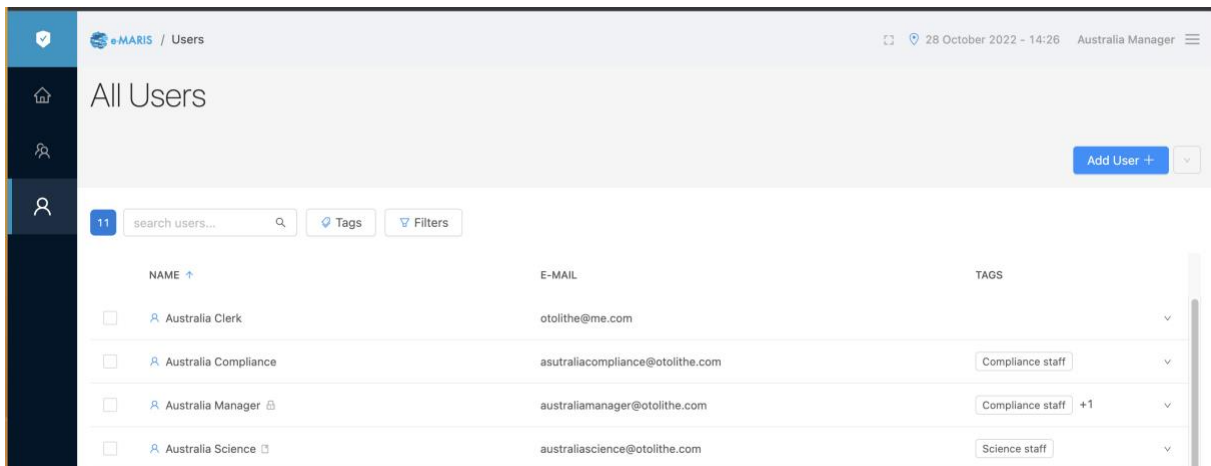 e-MARIS / Users 28 October 2022 - 14:26 Australia Manager
All Users
Add User +
11 search users... Tags Filters
NAME ↑ E-MAIL TAGS
Australia Clerk otolithe@me.com
Australia Compliance asutraliacompliance@otolithe.com Compliance staff
Australia Manager australiamanager@otolithe.com Compliance staff +1
Australia Science australiascience@otolithe.com Science staff